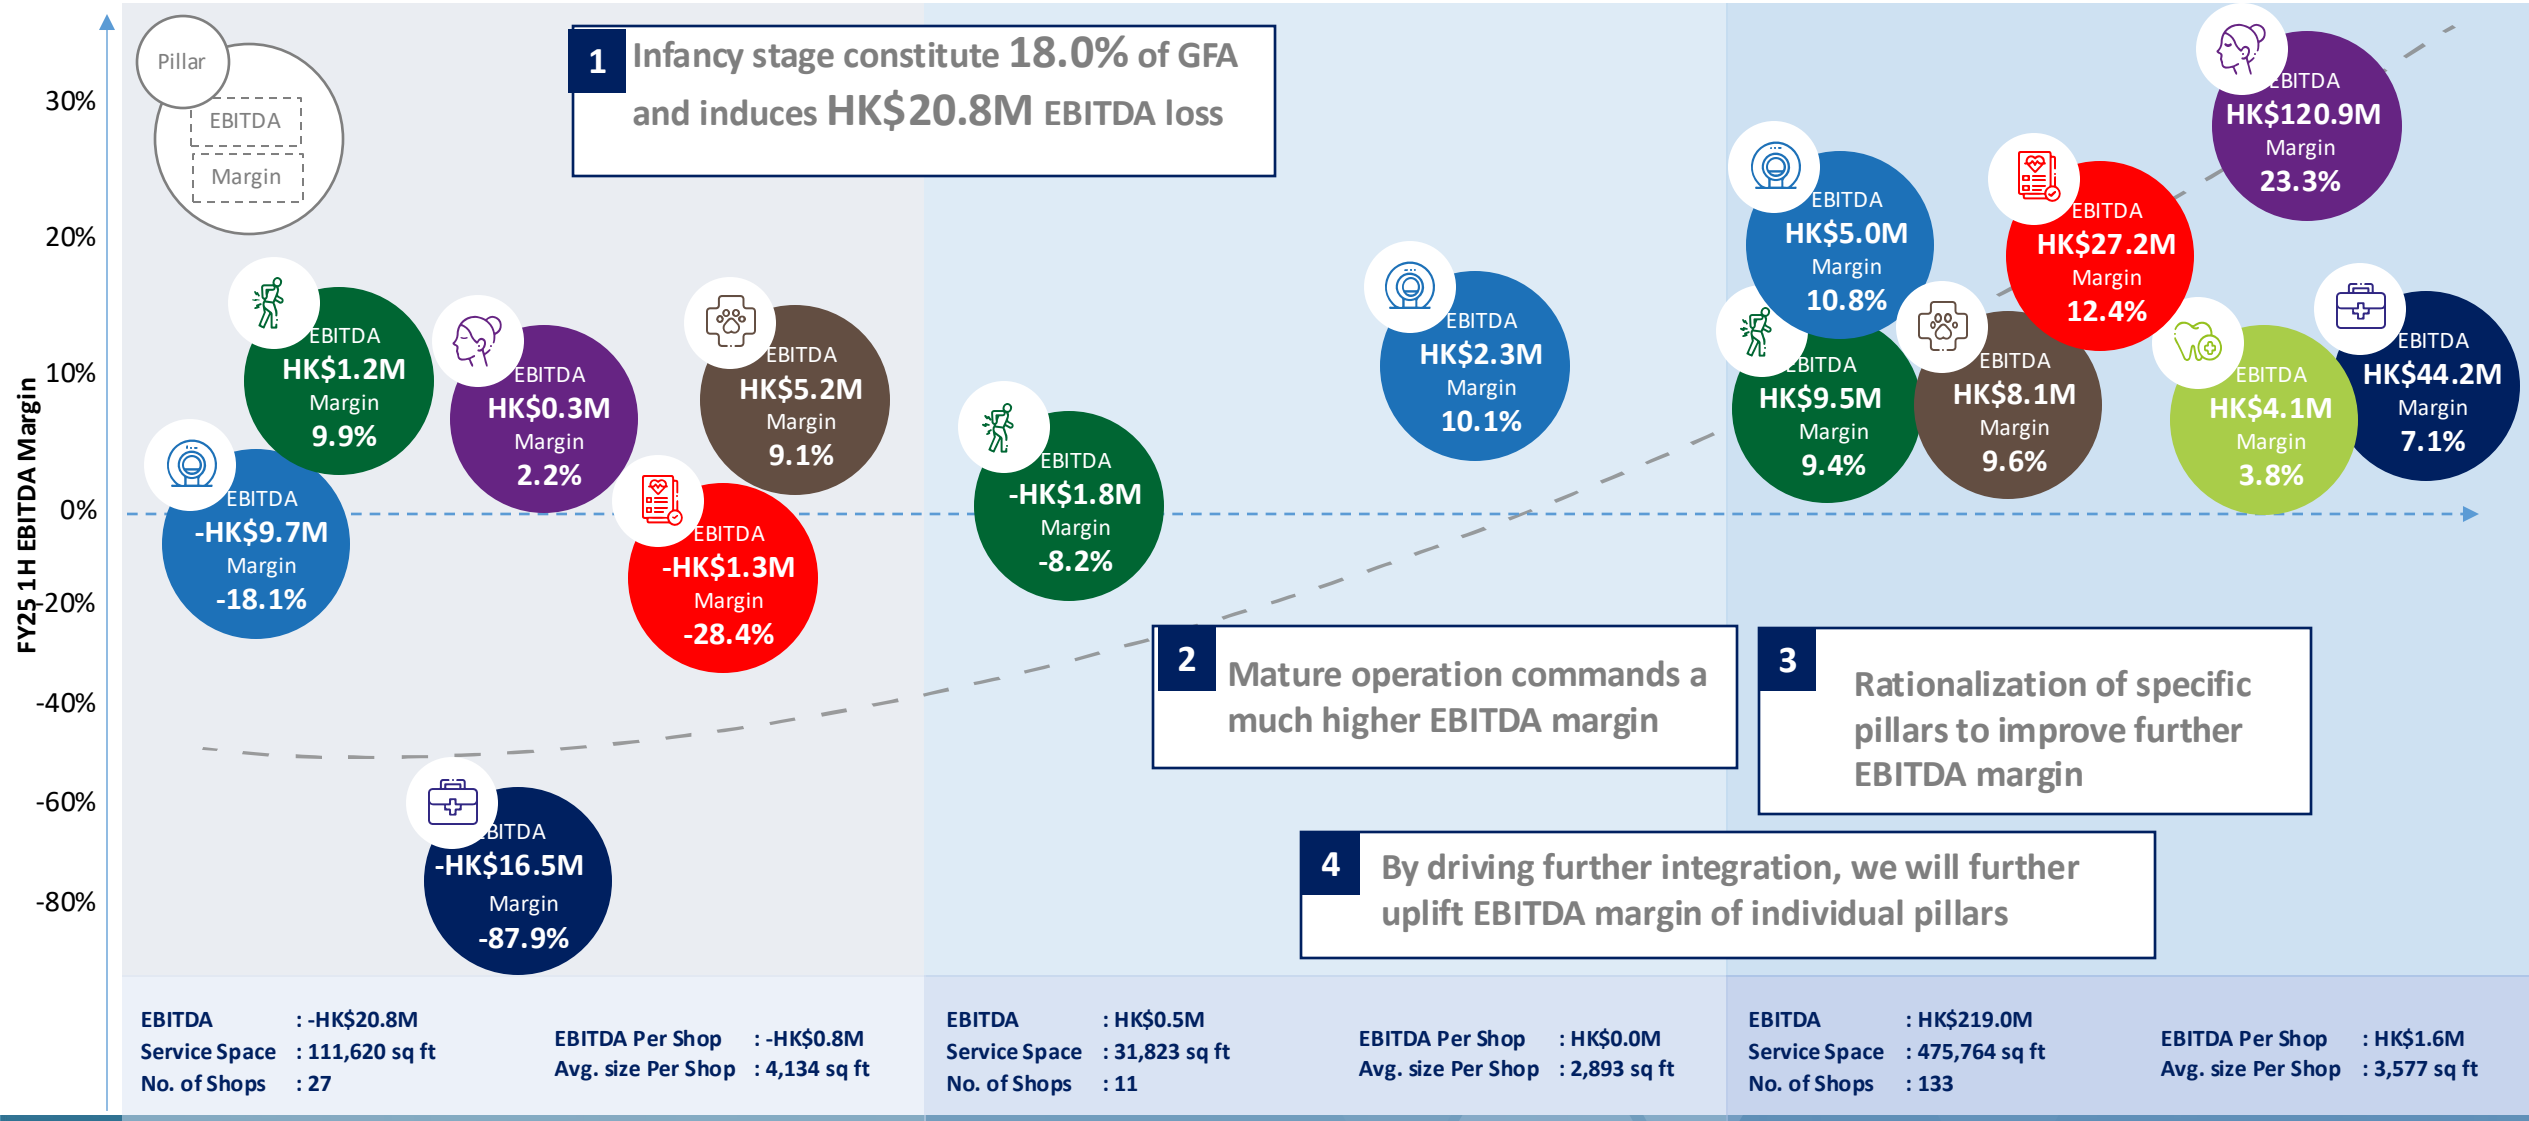 FY25 1H EBITDA Margin
30%
20%
10%
0%
-20%
-40%
-60%
-80%
Pillar
EBITDA
Margin
1
Infancy stage constitute 18.0% of GFA
and induces HK$20.8M EBITDA loss
EBITDA
-HK$9.7M
Margin
-18.1%
EBITDA
HK$1.2M
Margin
9.9%
EBITDA
HK$0.3M
Margin
2.2%
EBITDA
-HK$1.3M
Margin
-28.4%
EBITDA
HK$5.2M
Margin
9.1%
EBITDA
-HK$16.5M
Margin
-87.9%
EBITDA
-HK$1.8M
Margin
-8.2%
EBITDA
HK$2.3M
Margin
10.1%
EBITDA
HK$5.0M
Margin
10.8%
EBITDA
HK$9.5M
Margin
9.4%
EBITDA
HK$8.1M
Margin
9.6%
EBITDA
HK$27.2M
Margin
12.4%
EBITDA
HK$120.9M
Margin
23.3%
EBITDA
HK$4.1M
Margin
3.8%
EBITDA
HK$44.2M
Margin
7.1%
2
Mature operation commands a
much higher EBITDA margin
3
Rationalization of specific
pillars to improve further
EBITDA margin
4
By driving further integration, we will further
uplift EBITDA margin of individual pillars
EBITDA : -HK$20.8M
Service Space : 111,620 sq ft
No. of Shops : 27
EBITDA Per Shop : -HK$0.8M
Avg. size Per Shop : 4,134 sq ft
EBITDA : HK$0.5M
Service Space : 31,823 sq ft
No. of Shops : 11
EBITDA Per Shop : HK$0.0M
Avg. size Per Shop : 2,893 sq ft
EBITDA : HK$219.0M
Service Space : 475,764 sq ft
No. of Shops : 133
EBITDA Per Shop : HK$1.6M
Avg. size Per Shop : 3,577 sq ft